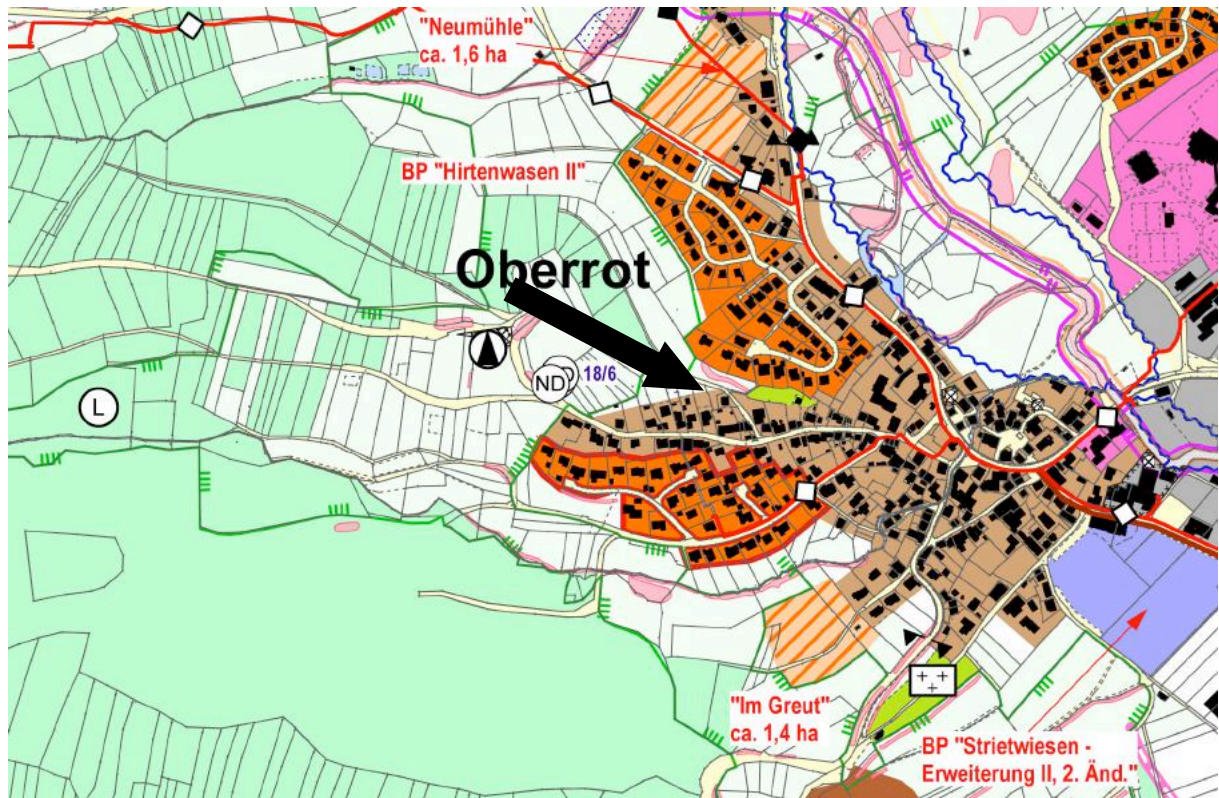 "Neumühle"
ca. 1,6 ha
BP "Hirtenwasen II"
Oberrot
ND
18/6
L
"Im Greut"
ca. 1,4 ha
BP "Strietwiesen -
Erweiterung II, 2. Änd."